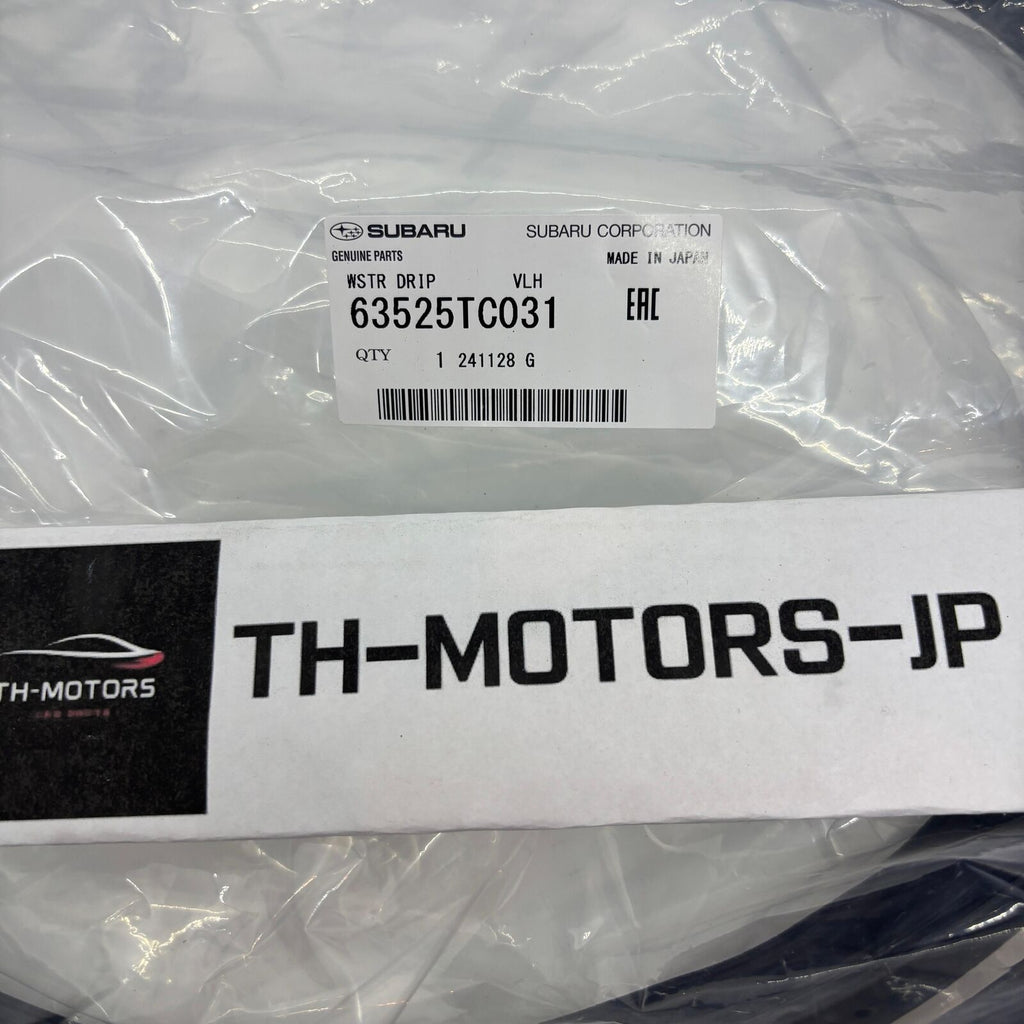 SUBARU SUBARU CORPORATION
GENUINE PARTS MADE IN JAPAN
WSTR DRIP VLH
63525TC031 EAC
QTY 1 241128 G
TH-MOTORS-JP
TH-MOTORS